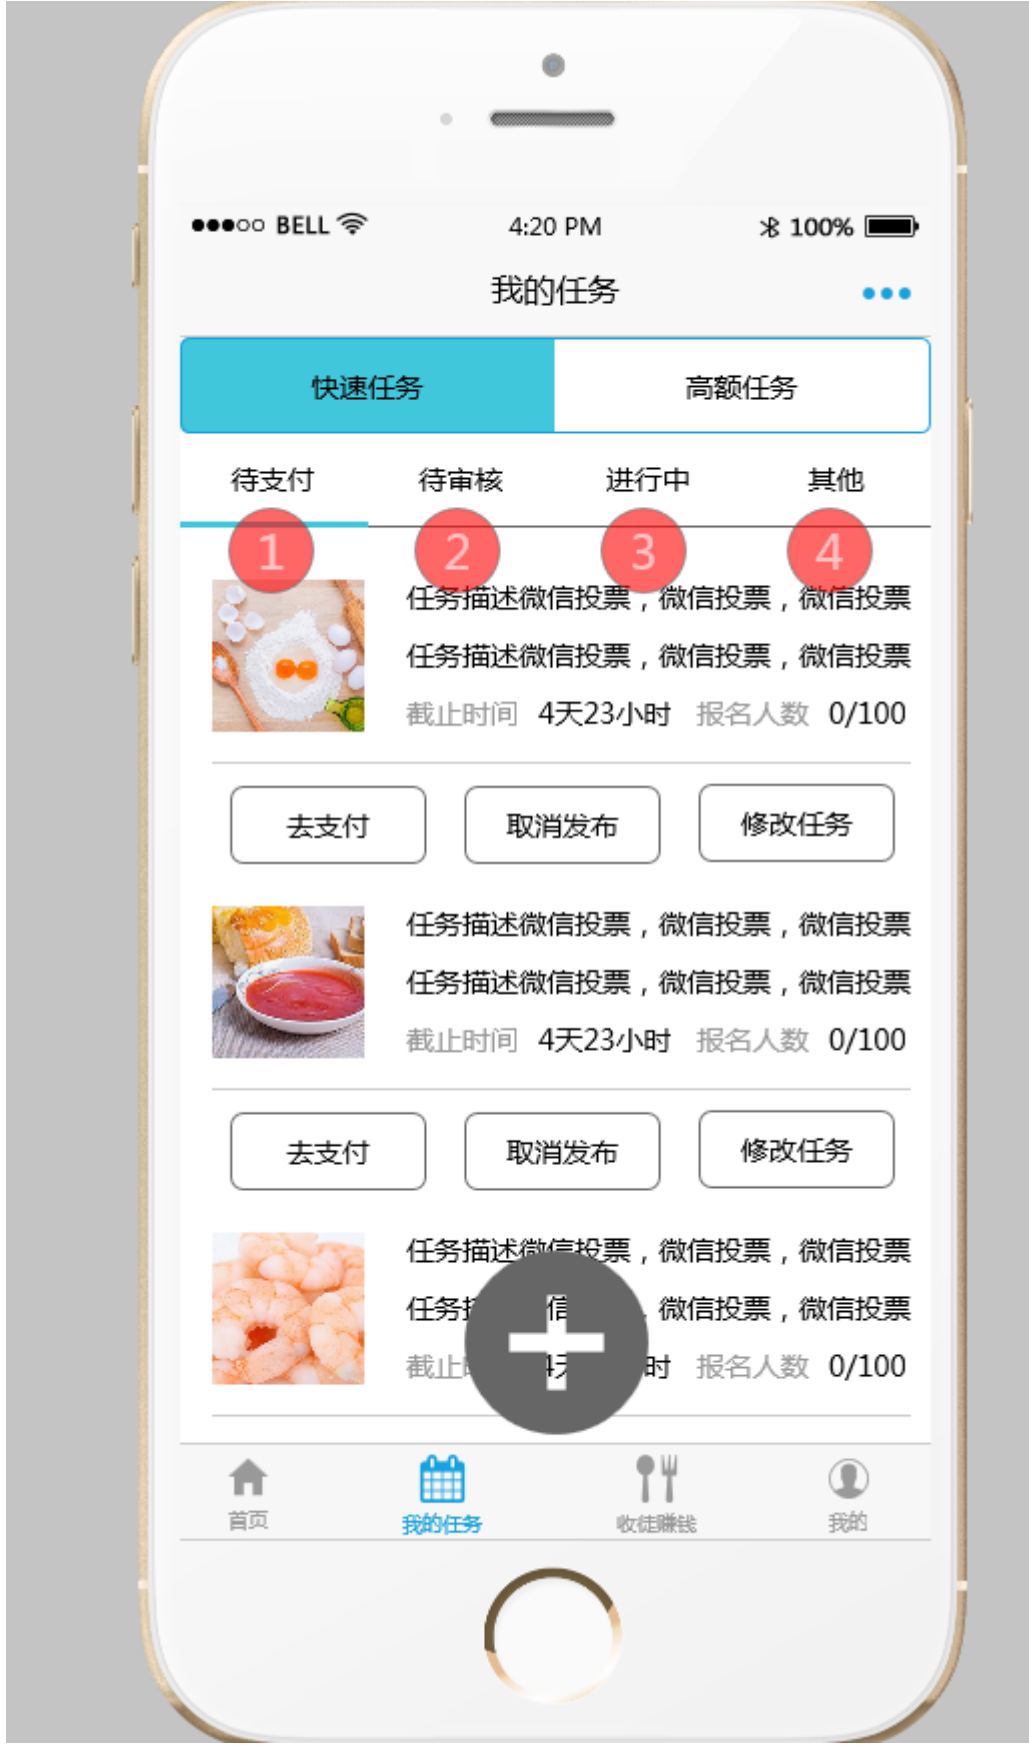 BELL 4:20 PM 100%
我的任务
快速任务 高额任务
待支付 待审核 进行中 其他
1 2 3 4
任务描述微信投票，微信投票，微信投票
任务描述微信投票，微信投票，微信投票
截止时间 4天23小时 报名人数 0/100
去支付 取消发布 修改任务
任务描述微信投票，微信投票，微信投票
任务描述微信投票，微信投票，微信投票
截止时间 4天23小时 报名人数 0/100
去支付 取消发布 修改任务
任务描述微信投票，微信投票，微信投票
任务 信 ，微信投票，微信投票
截止 4天 时 报名人数 0/100
首页 我的任务 收徒赚钱 我的